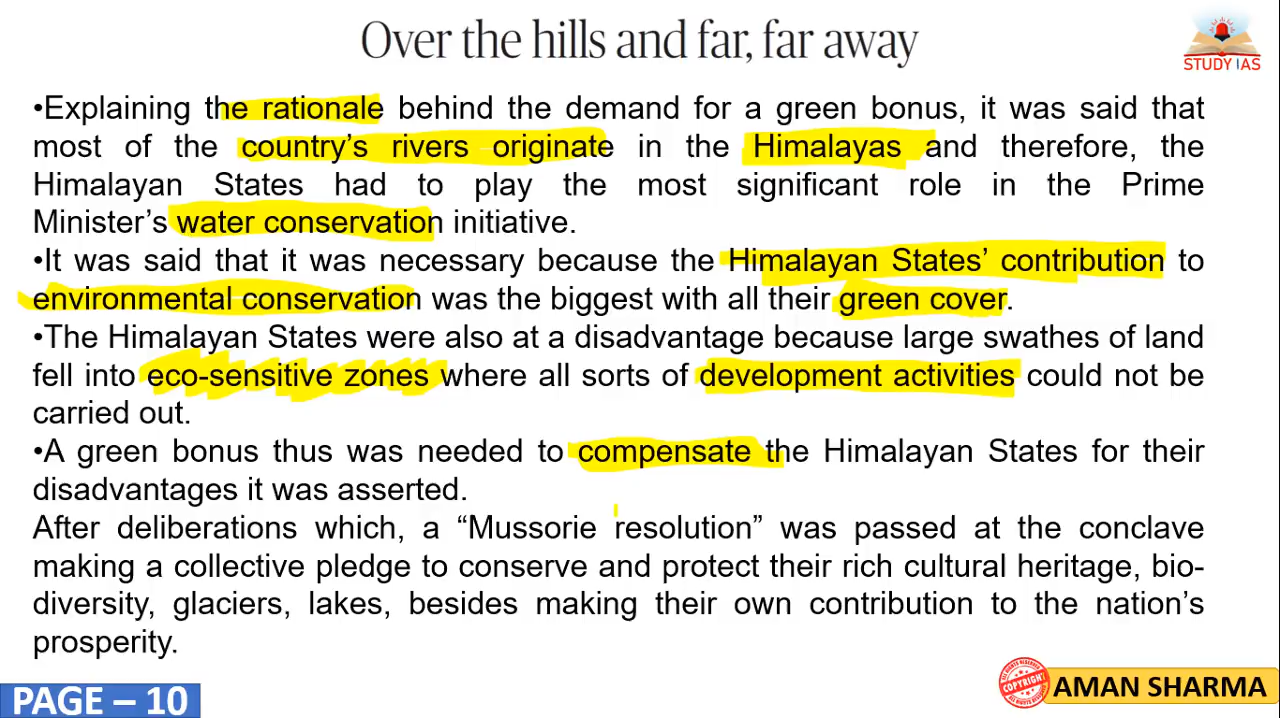 Over the hills and far, far away
STUDY IAS
•Explaining the rationale behind the demand for a green bonus, it was said that
most of the country's rivers originate in the Himalayas and therefore, the
Himalayan States had to play the most significant role in the Prime
Minister's water conservation initiative.
•It was said that it was necessary because the Himalayan States' contribution to
environmental conservation was the biggest with all their green cover.
•The Himalayan States were also at a disadvantage because large swathes of land
fell into eco-sensitive zones where all sorts of development activities could not be
carried out.
•A green bonus thus was needed to compensate the Himalayan States for their
disadvantages it was asserted.
After deliberations which, a “Mussorie resolution” was passed at the conclave
making a collective pledge to conserve and protect their rich cultural heritage, bio-
diversity, glaciers, lakes, besides making their own contribution to the nation's
prosperity.
PAGE – 10
COPYRIGHT
AMAN SHARMA